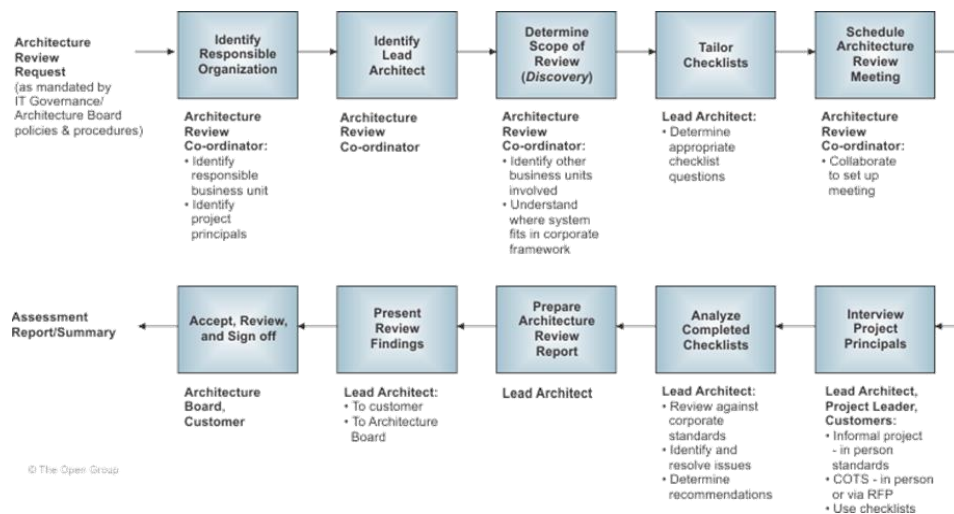 Architecture
Review
Request
(as mandated by
IT Governance/
Architecture Board
policies & procedures)
Identify
Responsible
Organization
Architecture
Review
Co-ordinator:
• Identify
responsible
business unit
• Identify
project
principals
Identify
Lead
Architect
Architecture
Review
Co-ordinator
Determine
Scope of
Review
(Discovery)
Architecture
Review
Co-ordinator:
• Identify other
business units
involved
• Understand
where system
fits in corporate
framework
Tailor
Checklists
Lead Architect:
• Determine
appropriate
checklist
questions
Schedule
Architecture
Review
Meeting
Architecture
Review
Co-ordinator:
• Collaborate
to set up
meeting
Interview
Project
Principals
Lead Architect,
Project Leader,
Customers:
• Informal project
- in person
standards
• COTS - in person
or via RFP
• Use checklists
Analyze
Completed
Checklists
Lead Architect:
• Review against
corporate
standards
• Identify and
resolve issues
• Determine
recommendations
Prepare
Architecture
Review
Report
Lead Architect
Present
Review
Findings
Lead Architect:
• To customer
• To Architecture
Board
Accept, Review,
and Sign off
Architecture
Board,
Customer
Assessment
Report/Summary
© The Open Group